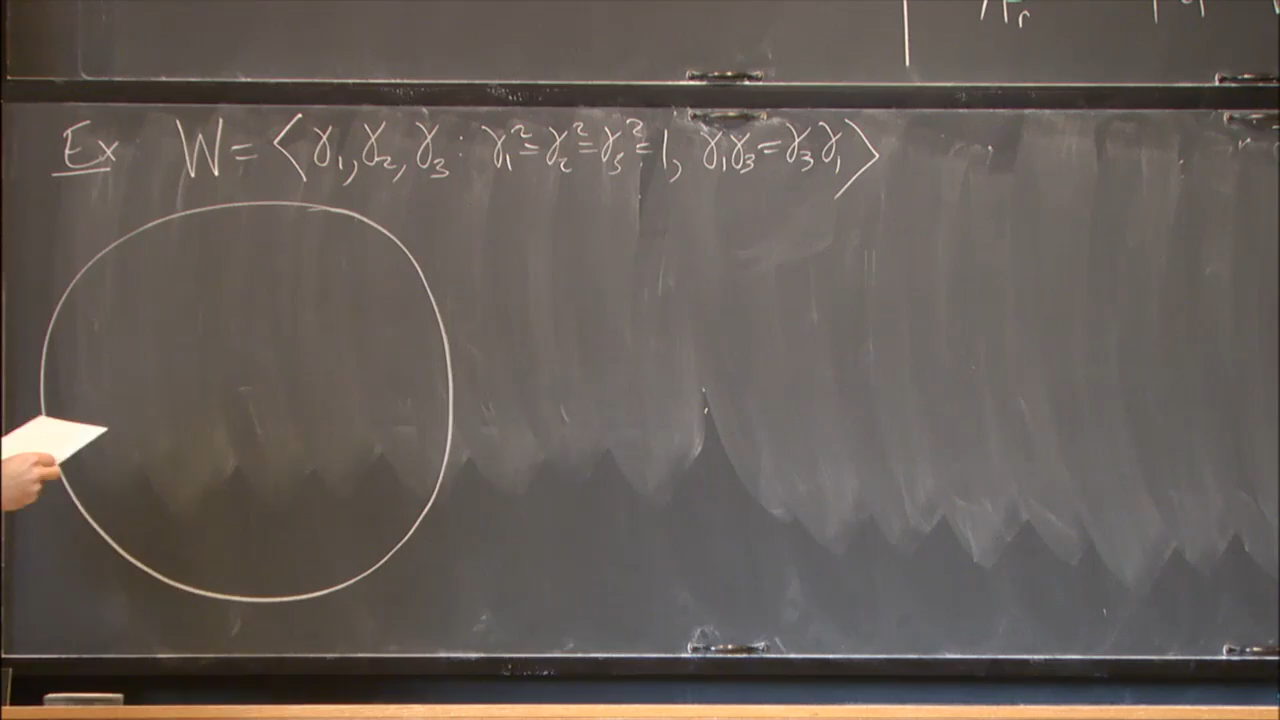 Ex W = ⟨γ₁, γ₂, γ₃ : γ₁² = γ₂² = γ₃² = 1, γ₁γ₃ = γ₃γ₁⟩